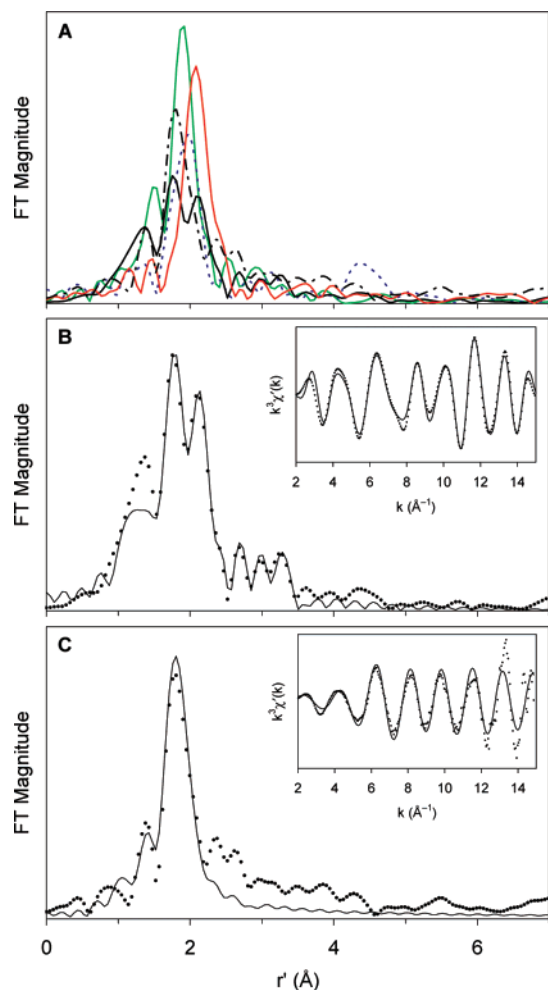 A
FT Magnitude
B
FT Magnitude
k³χ′(k)
2 4 6 8 10 12 14
k (Å⁻¹)
C
FT Magnitude
k³χ′(k)
2 4 6 8 10 12 14
k (Å⁻¹)
0 2 4 6
r' (Å)